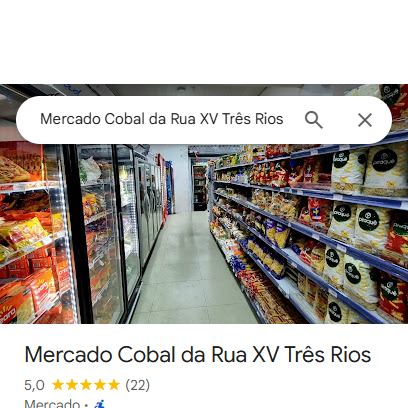 Mercado Cobal da Rua XV Três Rios
Mercado Cobal da Rua XV Três Rios
5,0 (22)
Mercado ·